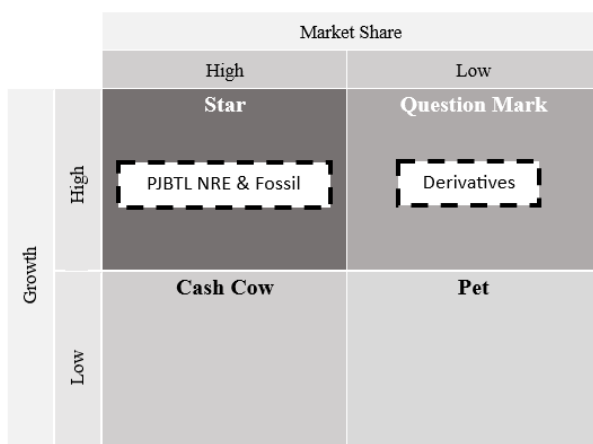 Market Share
High
Low
Star
Question Mark
PJBTL NRE & Fossil
Derivatives
High
Growth
Cash Cow
Pet
Low